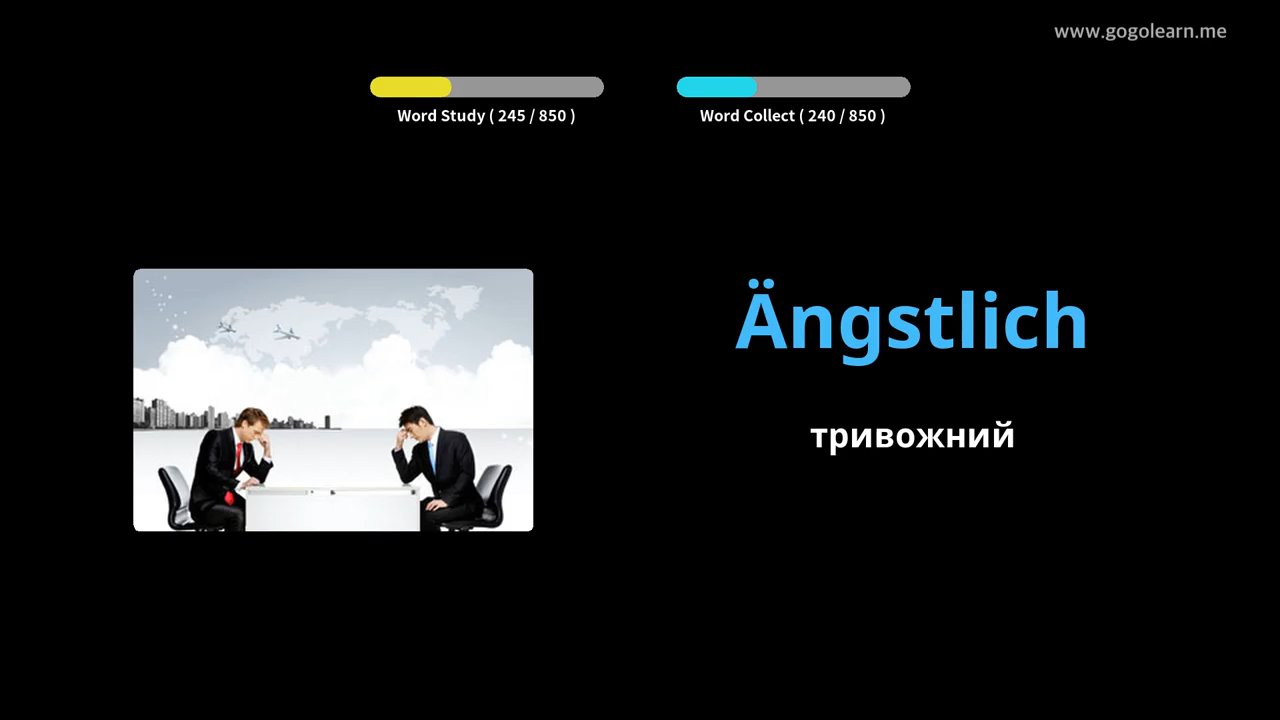 www.gogolearn.me
Word Study ( 245 / 850 )
Word Collect ( 240 / 850 )
Ängstlich
тривожний